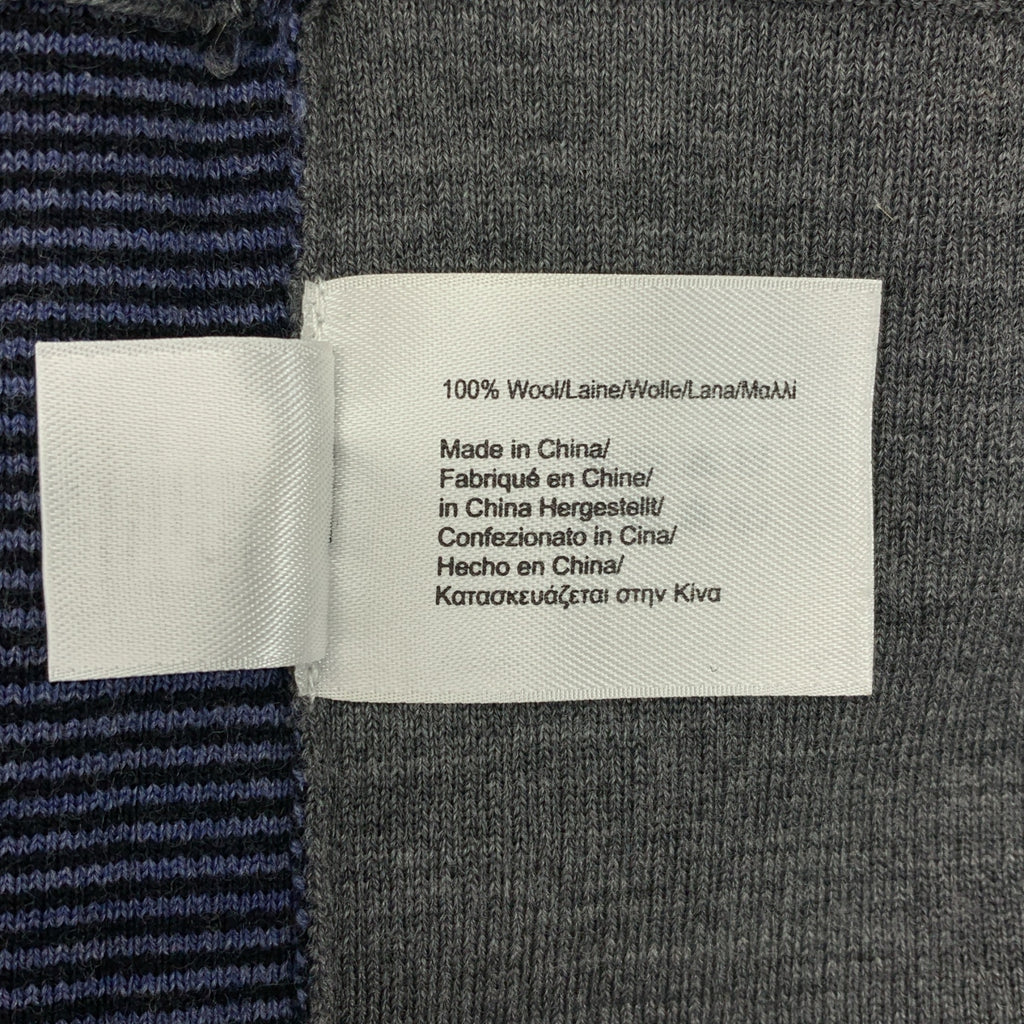 100% Wool/Laine/Wolle/Lana/Μαλλί
Made in China/
Fabriqué en Chine/
in China Hergestellt/
Confezionato in Cina/
Hecho en China/
Κατασκευάζεται στην Κίνα